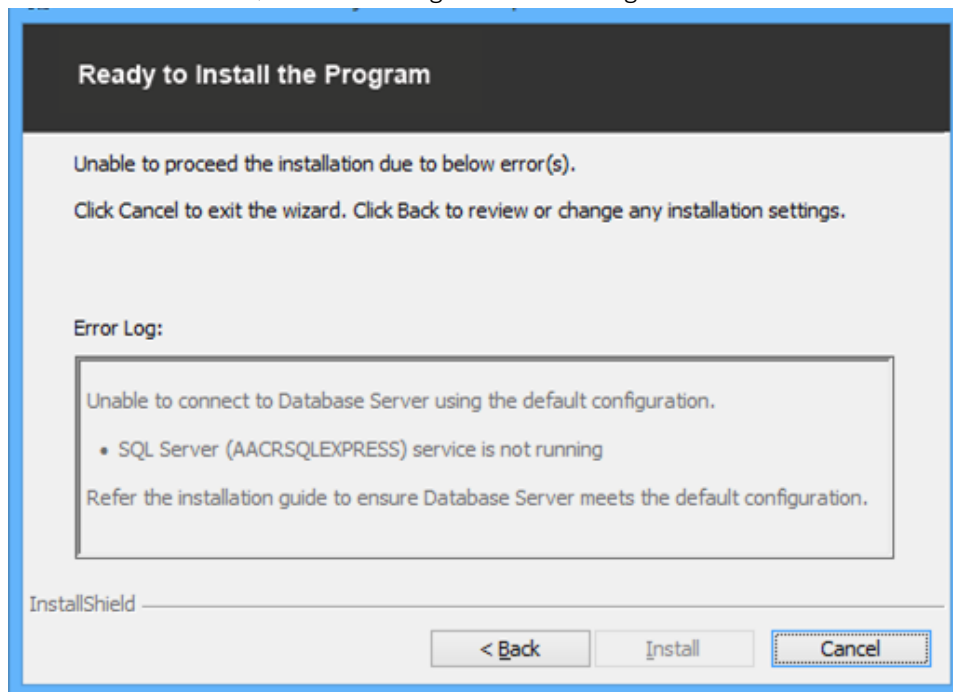 Ready to Install the Program
Unable to proceed the installation due to below error(s).
Click Cancel to exit the wizard. Click Back to review or change any installation settings.
Error Log:
Unable to connect to Database Server using the default configuration.
• SQL Server (AACRSQLEXPRESS) service is not running
Refer the installation guide to ensure Database Server meets the default configuration.
InstallShield
< Back
Install
Cancel